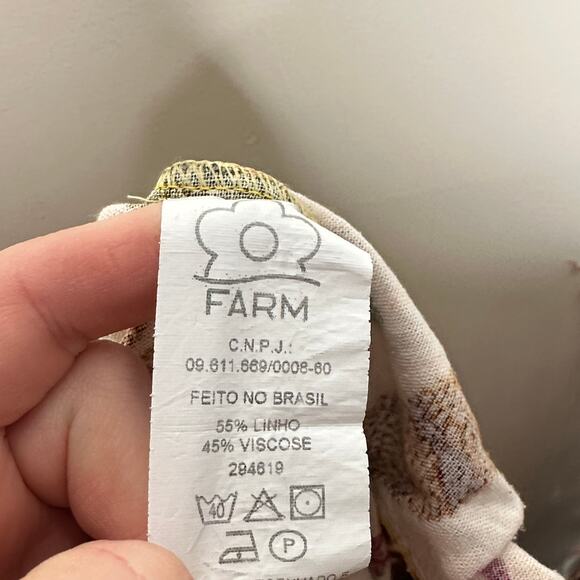 FARM
C.N.P.J.:
09.611.669/0008-60
FEITO NO BRASIL
55% LINHO
45% VISCOSE
294619
40
P